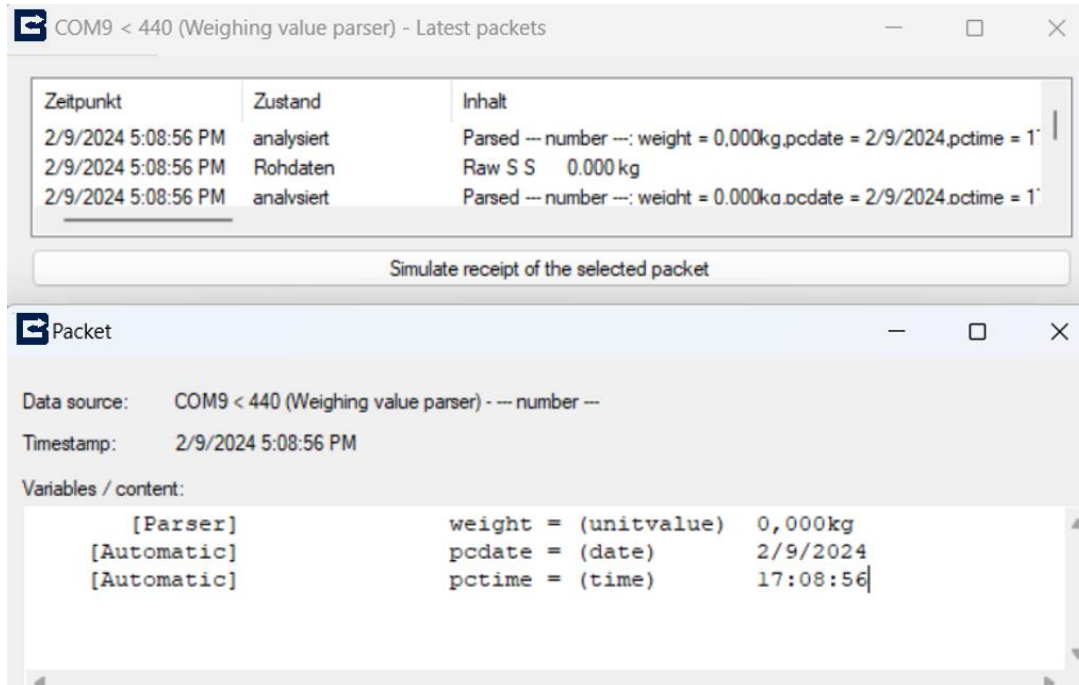 COM9 < 440 (Weighing value parser) - Latest packets
Zeitpunkt Zustand Inhalt
2/9/2024 5:08:56 PM analysiert Parsed --- number ---: weight = 0,000kg,pcdate = 2/9/2024,pctime = 1
2/9/2024 5:08:56 PM Rohdaten Raw S S 0.000 kg
2/9/2024 5:08:56 PM analysiert Parsed --- number ---: weight = 0.000kg,pcdate = 2/9/2024,pctime = 1
Simulate receipt of the selected packet
Packet
Data source: COM9 < 440 (Weighing value parser) - --- number ---
Timestamp: 2/9/2024 5:08:56 PM
Variables / content:
[Parser] weight = (unitvalue) 0,000kg
[Automatic] pcdate = (date) 2/9/2024
[Automatic] pctime = (time) 17:08:56